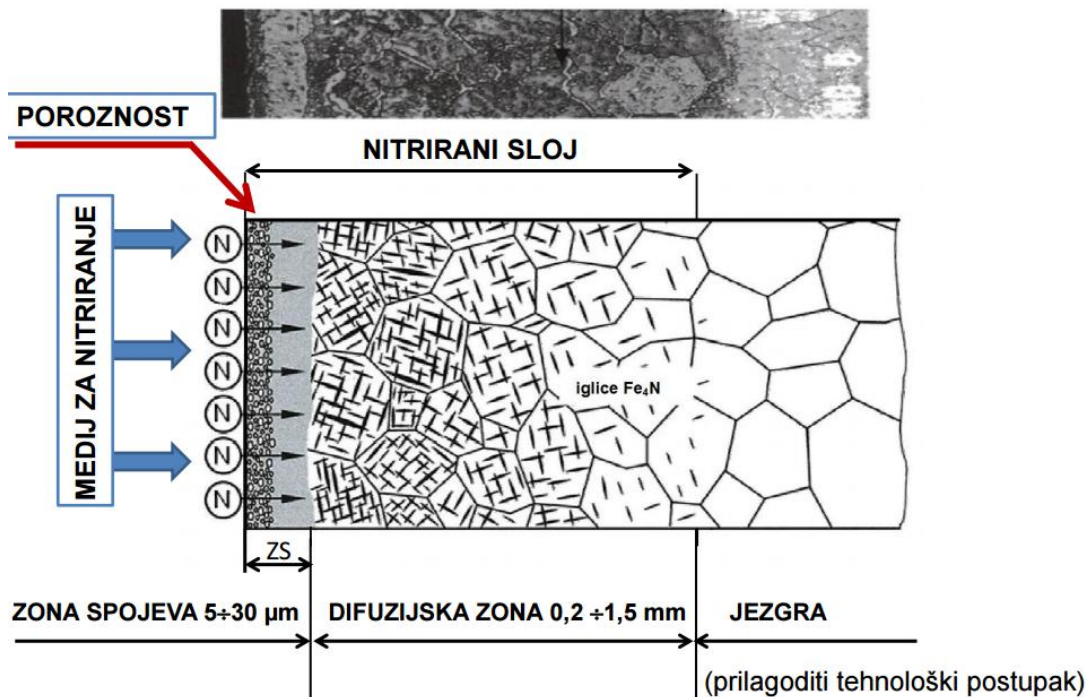 POROZNOST
NITRIRANI SLOJ
MEDIJ ZA NITRIRANJE
N
N
N
N
N
N
N
iglice Fe₄N
ZS
ZONA SPOJEVA 5÷30 µm
DIFUZIJSKA ZONA 0,2 ÷1,5 mm
JEZGRA
(prilagoditi tehnološki postupak)